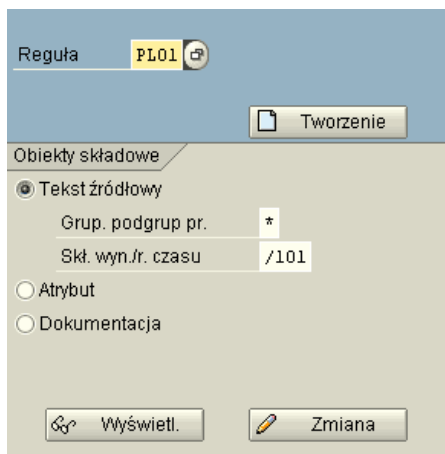 Reguła PL01
Tworzenie
Obiekty składowe
Tekst źródłowy
Grup. podgrup pr. *
Skł. wyn./r. czasu /101
Atrybut
Dokumentacja
Wyświetl. Zmiana